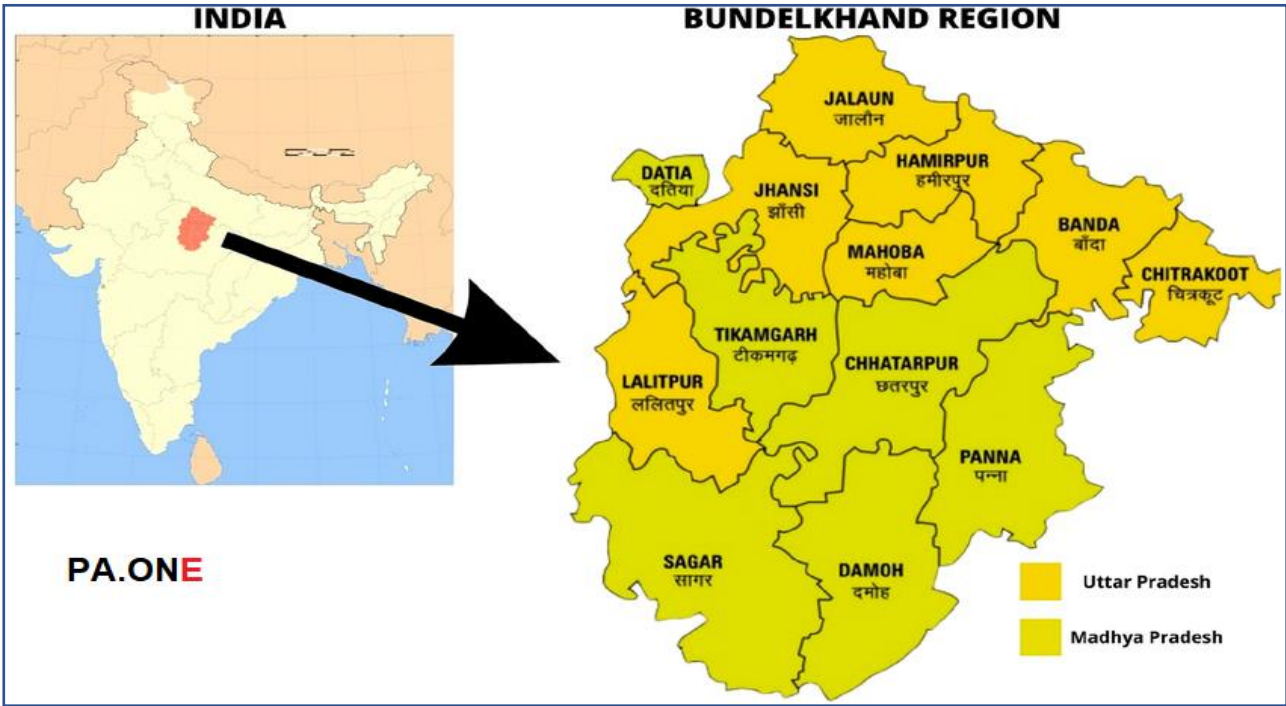 INDIA
BUNDELKHAND REGION
JALAUN
जालौन
HAMIRPUR
हमीरपुर
DATIA
दतिया
JHANSI
झाँसी
BANDA
बाँदा
MAHOBA
महोबा
CHITRAKOOT
चित्रकूट
TIKAMGARH
टीकमगढ़
CHHATARPUR
छतरपुर
LALITPUR
ललितपुर
PANNA
पन्ना
SAGAR
सागर
DAMOH
दमोह
PA.ONE
Uttar Pradesh
Madhya Pradesh